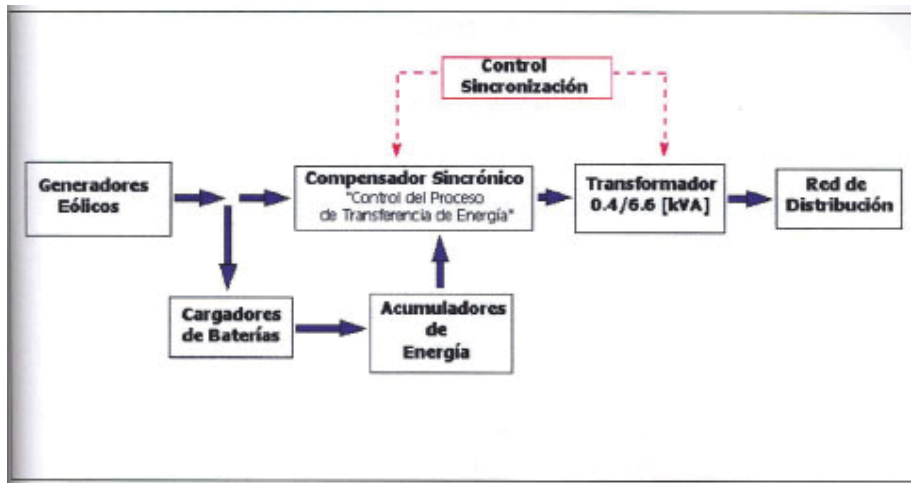 Control
Sincronización
Generadores
Eólicos
Compensador Sincrónico
"Control del Proceso
de Transferencia de Energía"
Transformador
0.4/6.6 [kVA]
Red de
Distribución
Cargadores
de Baterías
Acumuladores
de
Energía